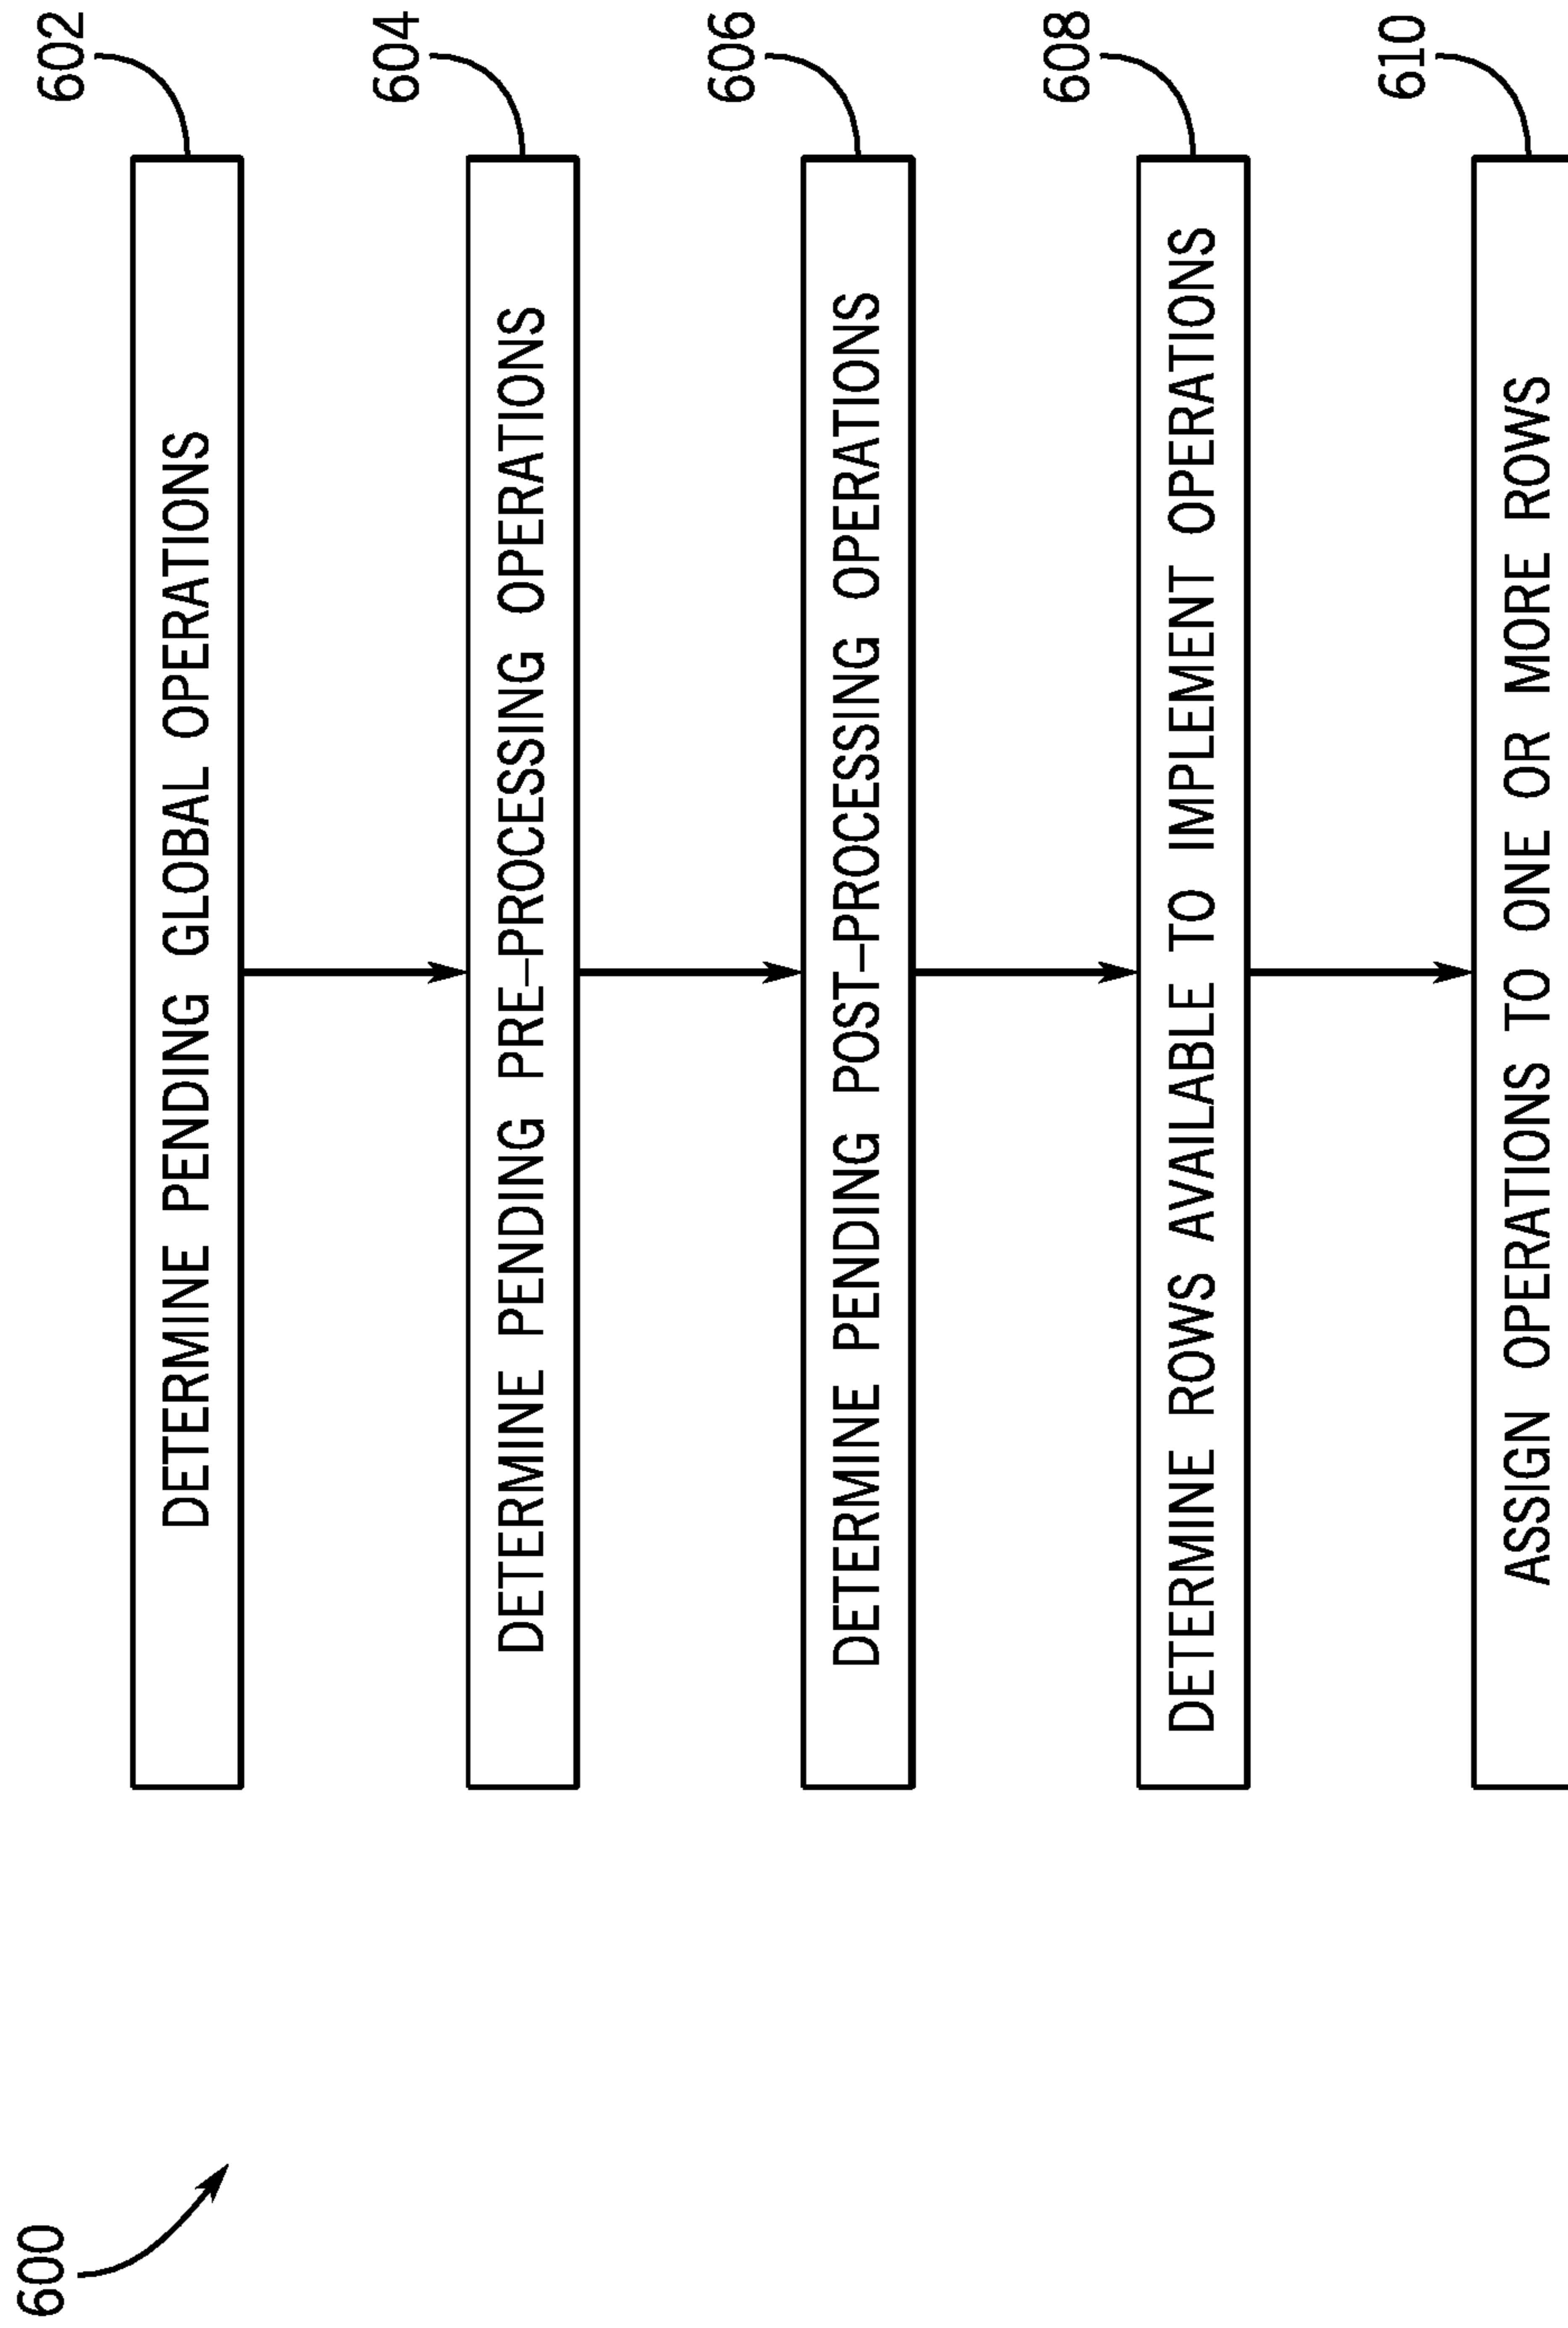 600
602
DETERMINE PENDING GLOBAL OPERATIONS
604
DETERMINE PENDING PRE-PROCESSING OPERATIONS
606
DETERMINE PENDING POST-PROCESSING OPERATIONS
608
DETERMINE ROWS AVAILABLE TO IMPLEMENT OPERATIONS
610
ASSIGN OPERATIONS TO ONE OR MORE ROWS